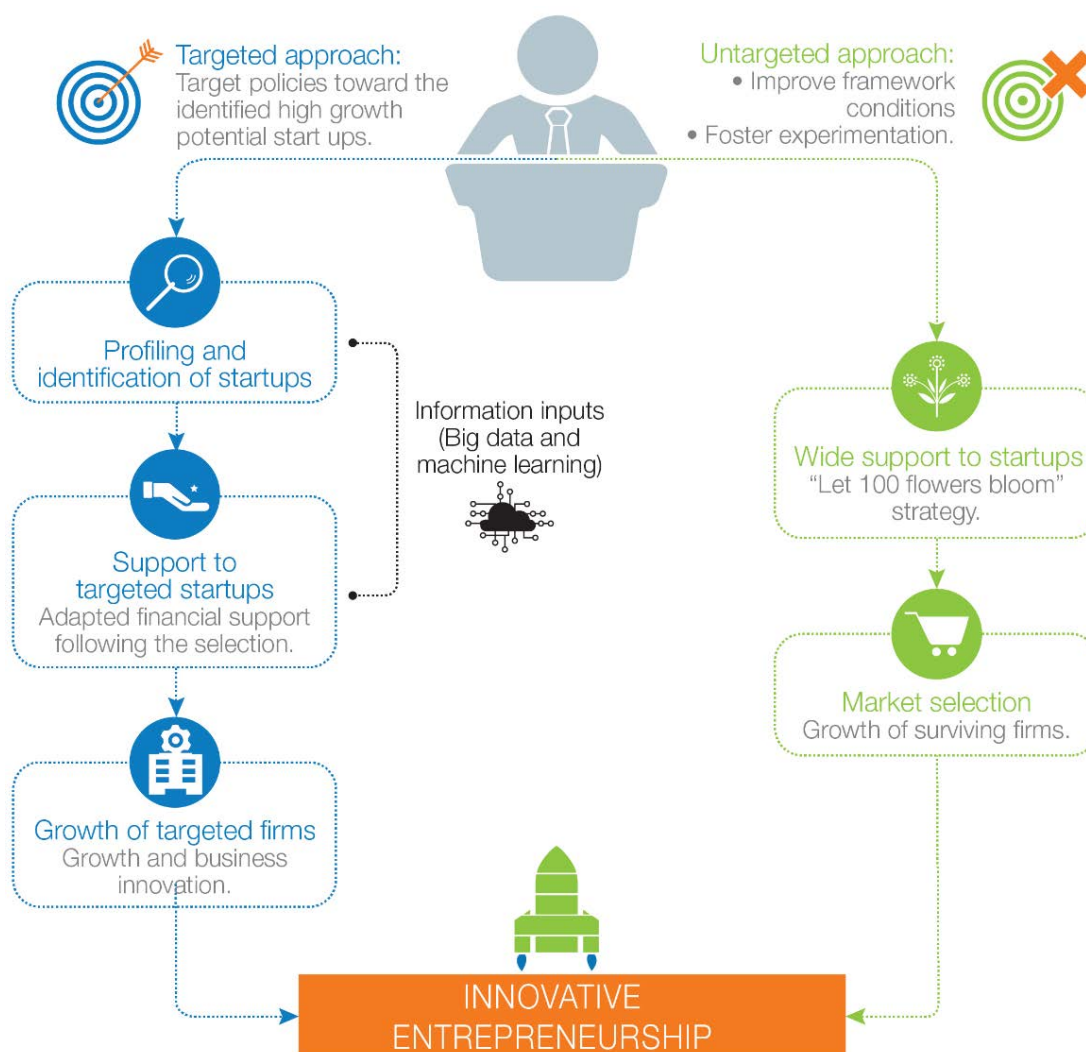 Targeted approach:
Target policies toward the
identified high growth
potential start ups.
Untargeted approach:
• Improve framework
conditions
• Foster experimentation.
Profiling and
identification of startups
Information inputs
(Big data and
machine learning)
Support to
targeted startups
Adapted financial support
following the selection.
Wide support to startups
“Let 100 flowers bloom”
strategy.
Market selection
Growth of surviving firms.
Growth of targeted firms
Growth and business
innovation.
INNOVATIVE
ENTREPRENEURSHIP